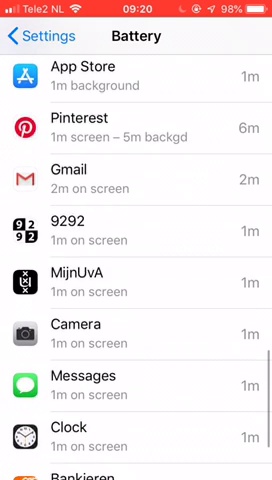 Tele2 NL 09:20 98%
Settings Battery
App Store
1m background 1m
Pinterest
1m screen – 5m backgd 6m
Gmail
2m on screen 2m
9292
1m on screen 1m
MijnUvA
1m on screen 1m
Camera
1m on screen 1m
Messages
1m on screen 1m
Clock
1m on screen 1m
Bankieren